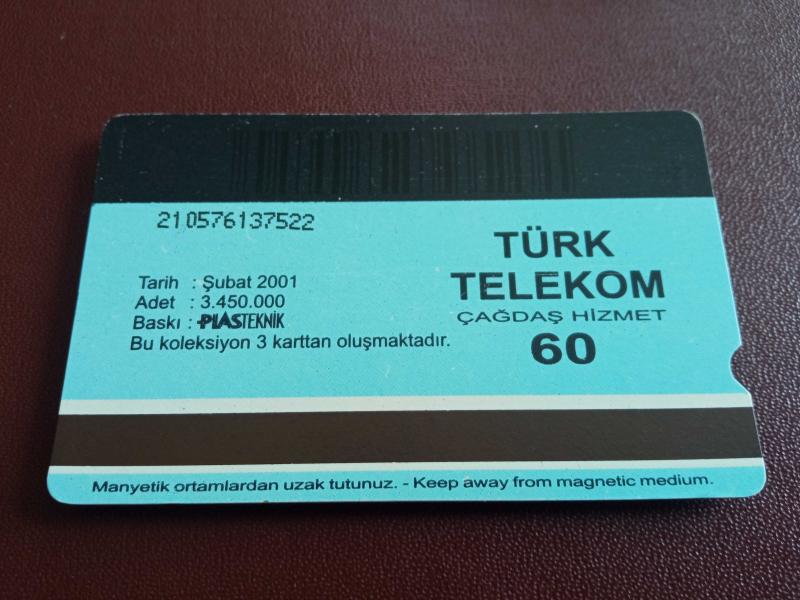 210576137522
Tarih : Şubat 2001
Adet : 3.450.000
Baskı : PLASTEKNİK
Bu koleksiyon 3 karttan oluşmaktadır.
TÜRK
TELEKOM
ÇAĞDAŞ HİZMET
60
Manyetik ortamlardan uzak tutunuz. - Keep away from magnetic medium.